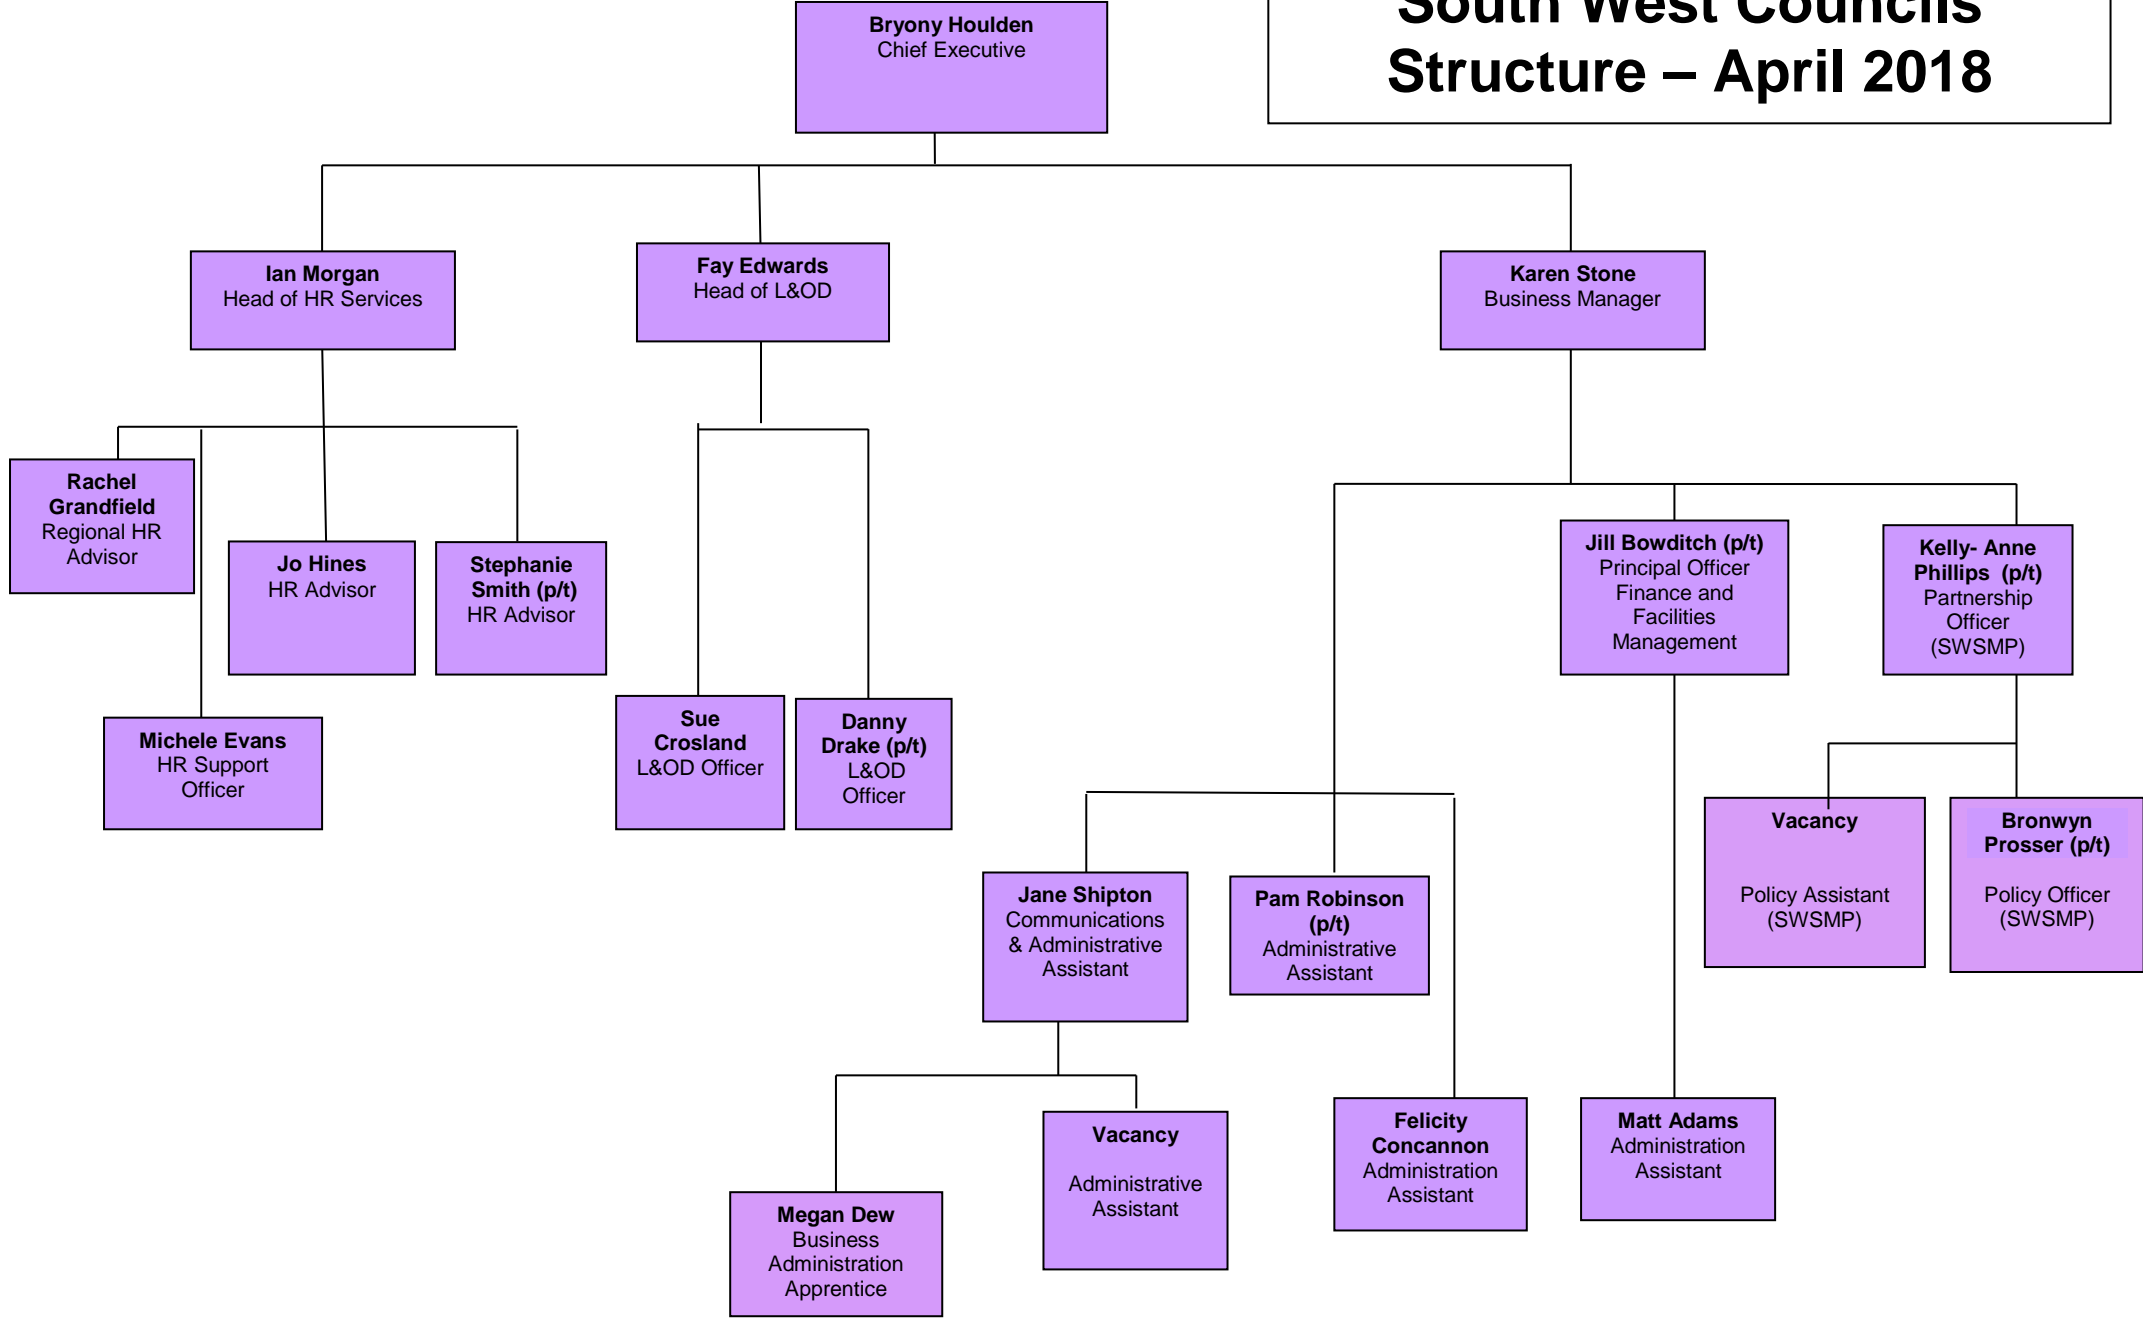 South West Councils
Structure – April 2018
Bryony Houlden
Chief Executive
Ian Morgan
Head of HR Services
Fay Edwards
Head of L&OD
Karen Stone
Business Manager
Rachel
Grandfield
Regional HR
Advisor
Jo Hines
HR Advisor
Stephanie
Smith (p/t)
HR Advisor
Michele Evans
HR Support
Officer
Sue
Crosland
L&OD Officer
Danny
Drake (p/t)
L&OD
Officer
Jill Bowditch (p/t)
Principal Officer
Finance and
Facilities
Management
Kelly- Anne
Phillips (p/t)
Partnership
Officer
(SWSMP)
Vacancy
Policy Assistant
(SWSMP)
Bronwyn
Prosser (p/t)
Policy Officer
(SWSMP)
Jane Shipton
Communications
& Administrative
Assistant
Pam Robinson
(p/t)
Administrative
Assistant
Megan Dew
Business
Administration
Apprentice
Vacancy
Administrative
Assistant
Felicity
Concannon
Administration
Assistant
Matt Adams
Administration
Assistant